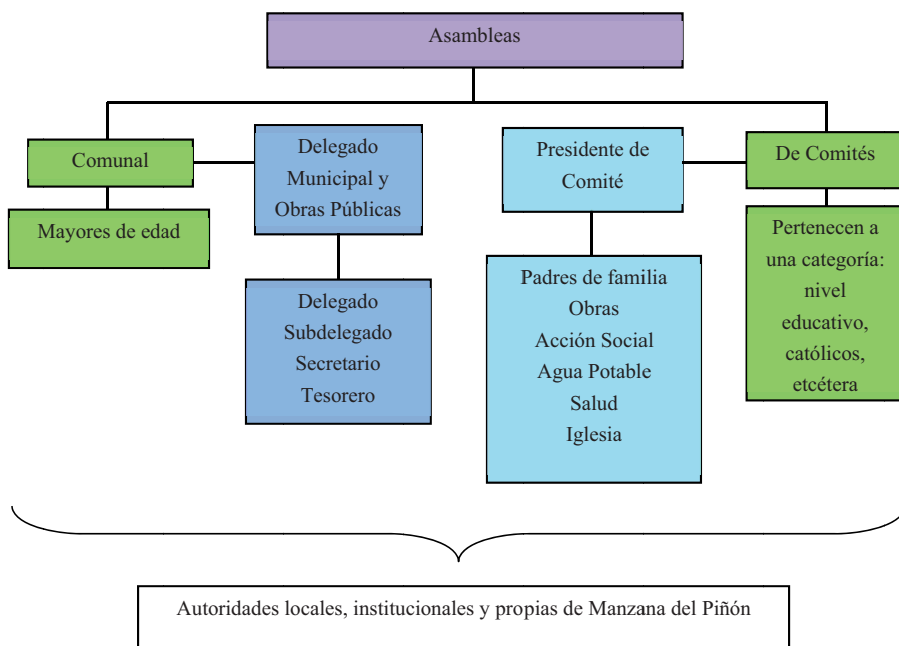 Asambleas
Comunal
Mayores de edad
Delegado
Municipal y
Obras Públicas
Delegado
Subdelegado
Secretario
Tesorero
Presidente de
Comité
Padres de familia
Obras
Acción Social
Agua Potable
Salud
Iglesia
De Comités
Pertenecen a
una categoría:
nivel
educativo,
católicos,
etcétera
Autoridades locales, institucionales y propias de Manzana del Piñón